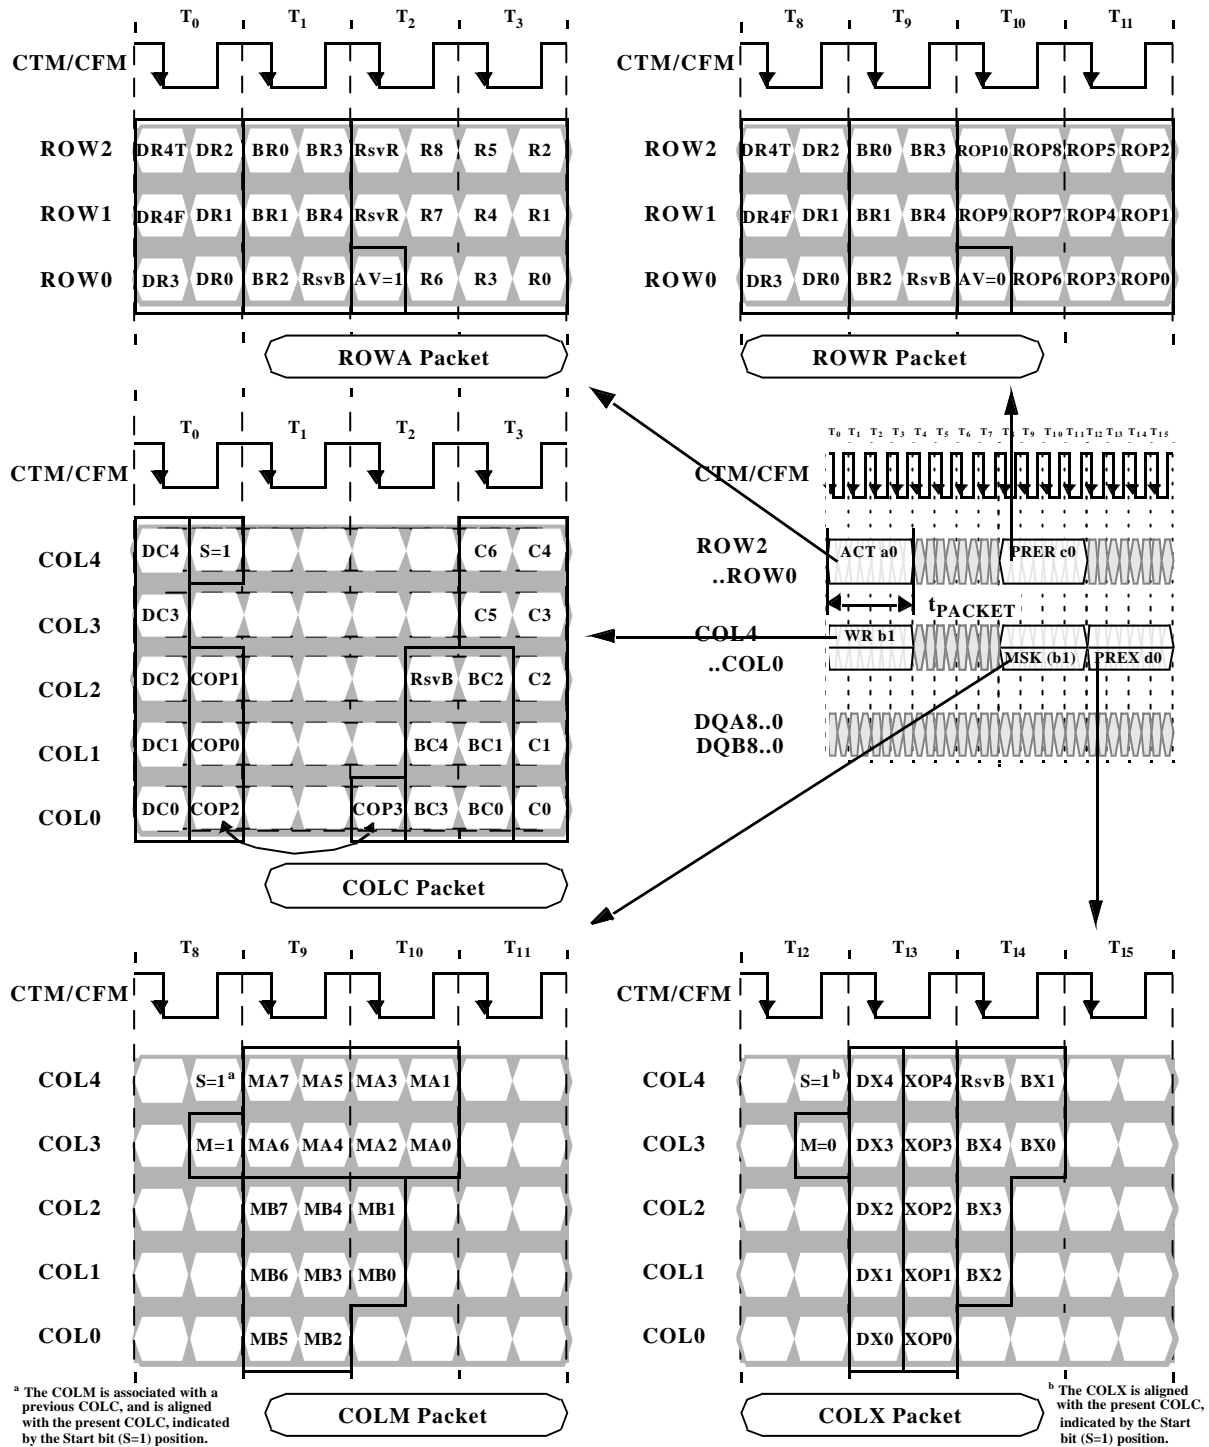 T0 T1 T2 T3
CTM/CFM
ROW2 DR4T DR2 BR0 BR3 RsvR R8 R5 R2
ROW1 DR4F DR1 BR1 BR4 RsvR R7 R4 R1
ROW0 DR3 DR0 BR2 RsvB AV=1 R6 R3 R0
ROWA Packet
T8 T9 T10 T11
CTM/CFM
ROW2 DR4T DR2 BR0 BR3 ROP10 ROP8 ROP5 ROP2
ROW1 DR4F DR1 BR1 BR4 ROP9 ROP7 ROP4 ROP1
ROW0 DR3 DR0 BR2 RsvB AV=0 ROP6 ROP3 ROP0
ROWR Packet
T0 T1 T2 T3
CTM/CFM
COL4 DC4 S=1 C6 C4
COL3 DC3 C5 C3
COL2 DC2 COP1 RsvB BC2 C2
COL1 DC1 COP0 BC4 BC1 C1
COL0 DC0 COP2 COP3 BC3 BC0 C0
COLC Packet
T0 T1 T2 T3 T4 T5 T6 T7 T8 T9 T10 T11 T12 T13 T14 T15
CTM/CFM
ROW2 ACT a0 PRER c0
..ROW0
tPACKET
COL4 WR b1
..COL0 MSK (b1) PREX d0
DQA8..0
DQB8..0
T8 T9 T10 T11
CTM/CFM
COL4 S=1a MA7 MA5 MA3 MA1
COL3 M=1 MA6 MA4 MA2 MA0
COL2 MB7 MB4 MB1
COL1 MB6 MB3 MB0
COL0 MB5 MB2
COLM Packet
a The COLM is associated with a
previous COLC, and is aligned
with the present COLC, indicated
by the Start bit (S=1) position.
T12 T13 T14 T15
CTM/CFM
COL4 S=1b DX4 XOP4 RsvB BX1
COL3 M=0 DX3 XOP3 BX4 BX0
COL2 DX2 XOP2 BX3
COL1 DX1 XOP1 BX2
COL0 DX0 XOP0
COLX Packet
b The COLX is aligned
with the present COLC,
indicated by the Start
bit (S=1) position.